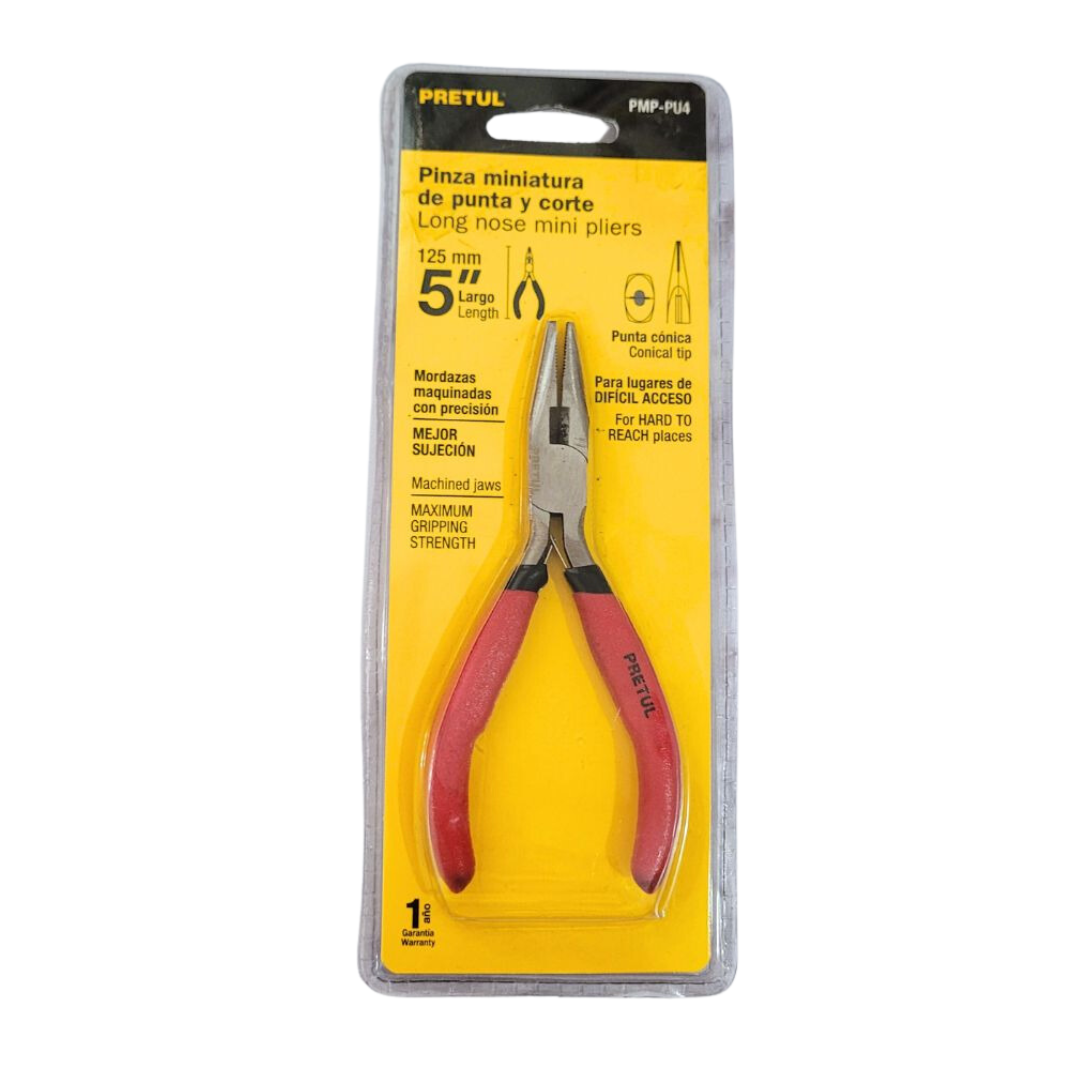 PRETUL
PMP-PU4
Pinza miniatura
de punta y corte
Long nose mini pliers
125 mm
5"
Largo
Length
Punta cónica
Conical tip
Mordazas
maquinadas
con precisión
MEJOR
SUJECIÓN
Machined jaws
MAXIMUM
GRIPPING
STRENGTH
Para lugares de
DIFÍCIL ACCESO
For HARD TO
REACH places
PRETUL
PRETUL
1 año
Garantía
Warranty